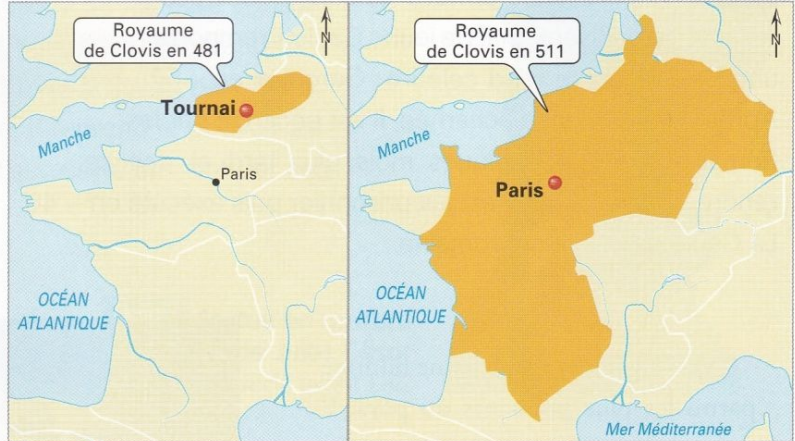 Royaume
de Clovis en 481
N
Tournai
Manche
Paris
OCÉAN
ATLANTIQUE
Royaume
de Clovis en 511
N
Manche
Paris
OCÉAN
ATLANTIQUE
Mer Méditerranée